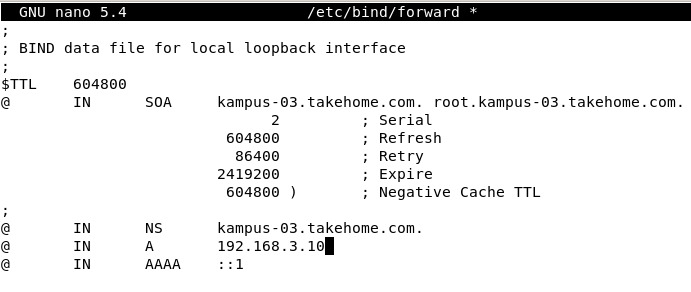 GNU nano 5.4 /etc/bind/forward *
;
; BIND data file for local loopback interface
;
$TTL 604800
@ IN SOA kampus-03.takehome.com. root.kampus-03.takehome.com.
2 ; Serial
604800 ; Refresh
86400 ; Retry
2419200 ; Expire
604800 ) ; Negative Cache TTL
;
@ IN NS kampus-03.takehome.com.
@ IN A 192.168.3.10
@ IN AAAA ::1